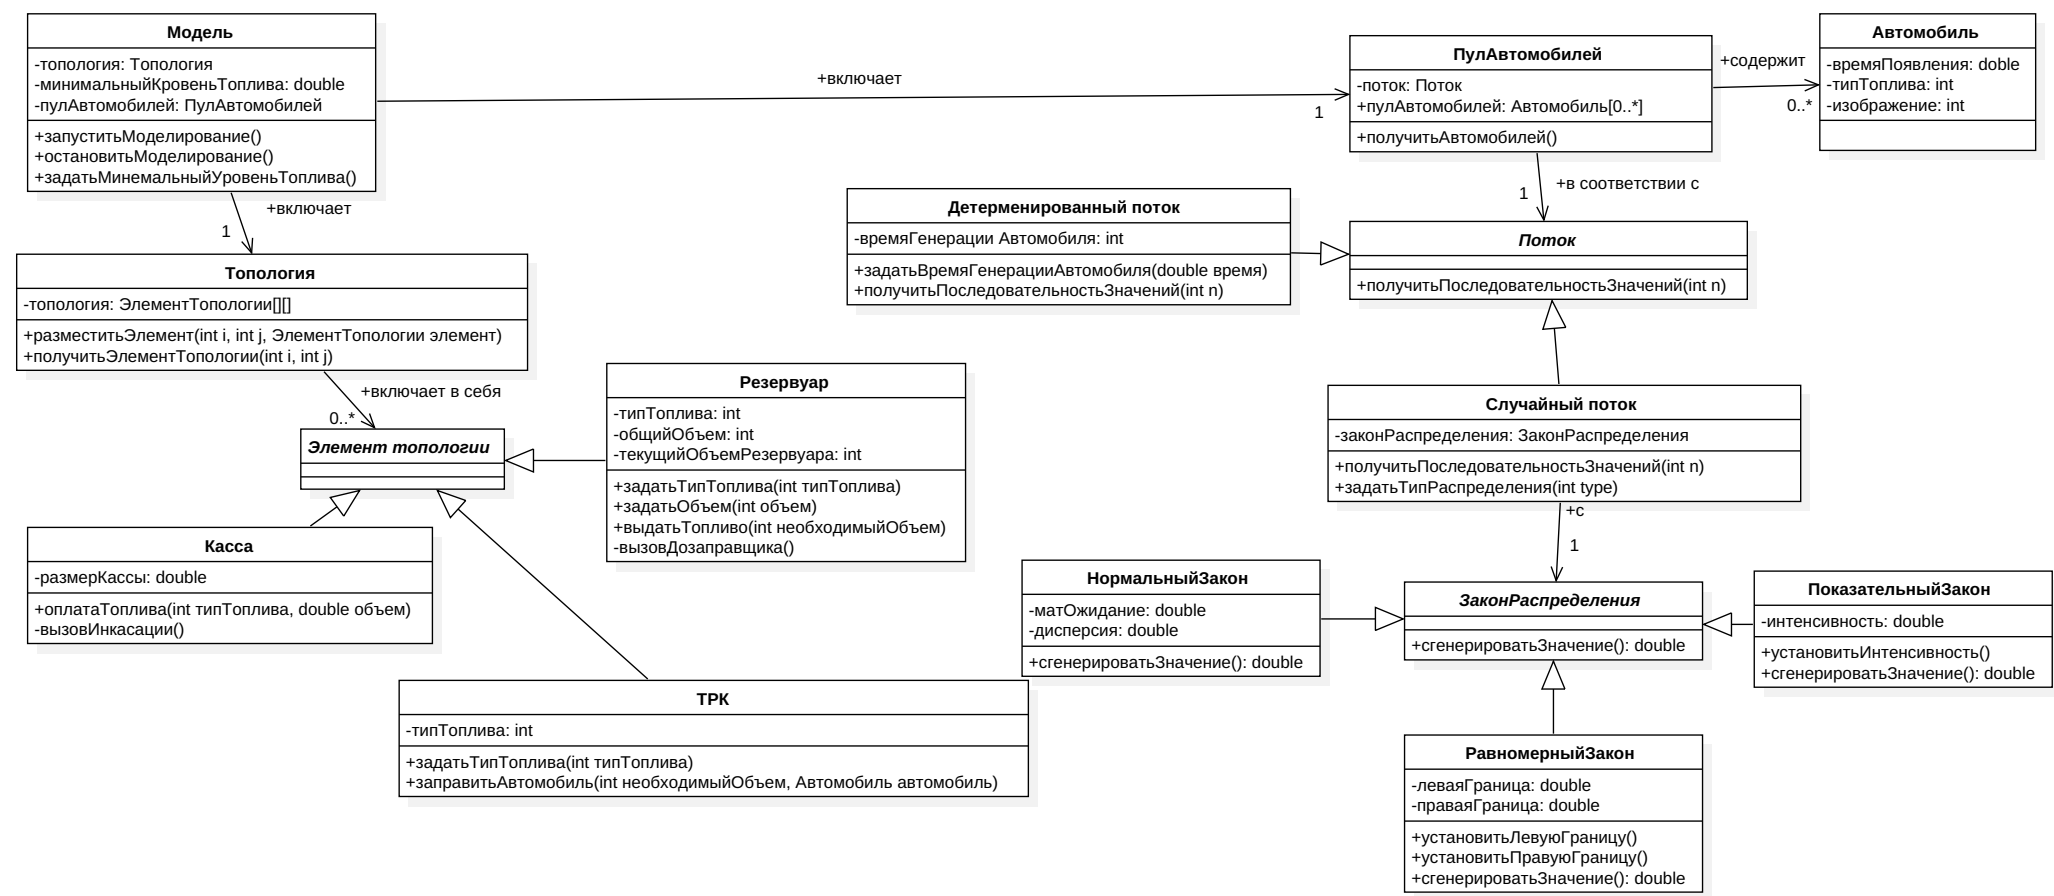 Модель
-топология: Топология
-минимальныйКровеньТоплива: double
-пулАвтомобилей: ПулАвтомобилей
+запуститьМоделирование()
+остановитьМоделирование()
+задатьМинемальныйУровеньТоплива()
+включает
1
ПулАвтомобилей
-поток: Поток
+пулАвтомобилей: Автомобиль[0..*]
+получитьАвтомобилей()
+содержит
0..*
Автомобиль
-времяПоявления: doble
-типТоплива: int
-изображение: int
+включает
1
+в соответствии с
1
Топология
-топология: ЭлементТопологии[][]
+разместитьЭлемент(int i, int j, ЭлементТопологии элемент)
+получитьЭлементТопологии(int i, int j)
Детерменированный поток
-времяГенерации Автомобиля: int
+задатьВремяГенерацииАвтомобиля(double время)
+получитьПоследовательностьЗначений(int n)
Поток
+получитьПоследовательностьЗначений(int n)
+включает в себя
0..*
Элемент топологии
Резервуар
-типТоплива: int
-общийОбъем: int
-текущийОбъемРезервуара: int
+задатьТипТоплива(int типТоплива)
+задатьОбъем(int объем)
+выдатьТопливо(int необходимыйОбъем)
-вызовДозаправщика()
Случайный поток
-законРаспределения: ЗаконРаспределения
+получитьПоследовательностьЗначений(int n)
+задатьТипРаспределения(int type)
+с
1
Касса
-размерКассы: double
+оплатаТоплива(int типТоплива, double объем)
-вызовИнкасации()
НормальныйЗакон
-матОжидание: double
-дисперсия: double
+сгенерироватьЗначение(): double
ЗаконРаспределения
+сгенерироватьЗначение(): double
ПоказательныйЗакон
-интенсивность: double
+установитьИнтенсивность()
+сгенерироватьЗначение(): double
ТРК
-типТоплива: int
+задатьТипТоплива(int типТоплива)
+заправитьАвтомобиль(int необходимыйОбъем, Автомобиль автомобиль)
РавномерныйЗакон
-леваяГраница: double
-праваяГраница: double
+установитьЛевуюГраницу()
+установитьПравуюГраницу()
+сгенерироватьЗначение(): double